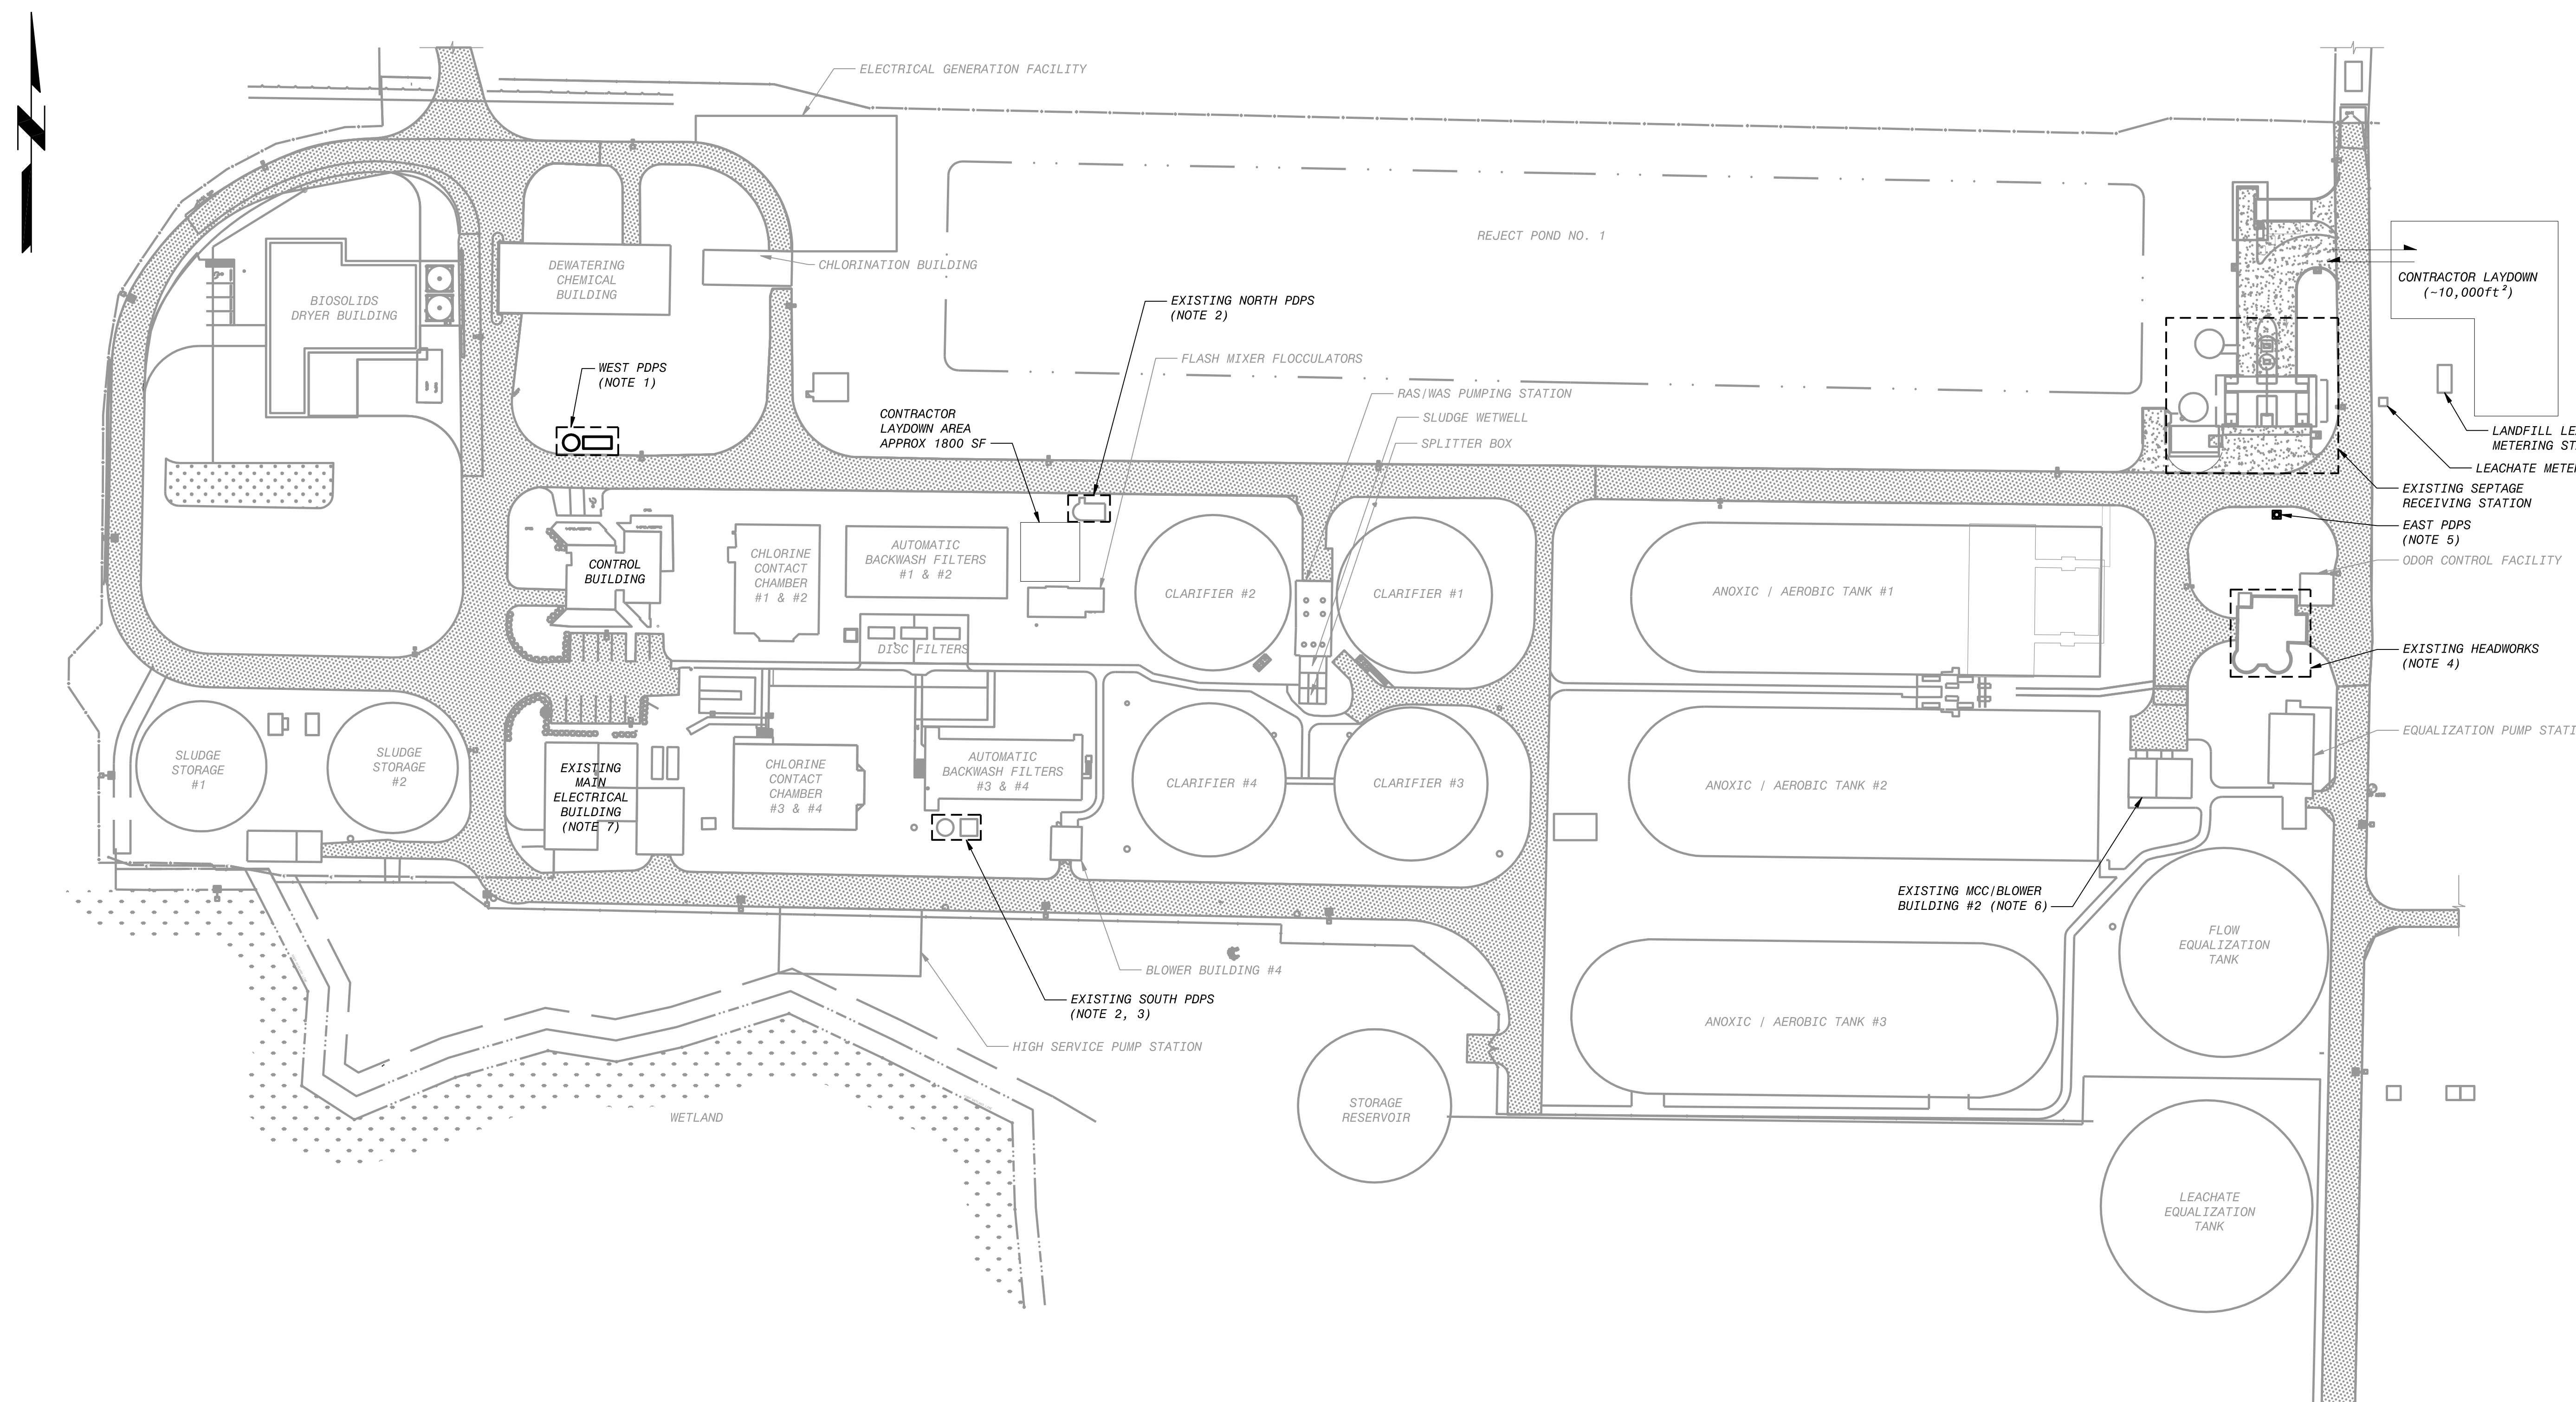 N
ELECTRICAL GENERATION FACILITY
REJECT POND NO. 1
CHLORINATION BUILDING
DEWATERING
CHEMICAL
BUILDING
BIOSOLIDS
DRYER BUILDING
CONTRACTOR LAYDOWN
(~10,000ft²)
EXISTING NORTH PDPS
(NOTE 2)
FLASH MIXER FLOCCULATORS
WEST PDPS
(NOTE 1)
RAS/WAS PUMPING STATION
SLUDGE WETWELL
SPLITTER BOX
CONTRACTOR
LAYDOWN AREA
APPROX 1800 SF
LANDFILL LE
METERING ST
LEACHATE METE
EXISTING SEPTAGE
RECEIVING STATION
EAST PDPS
(NOTE 5)
ODOR CONTROL FACILITY
CONTROL
BUILDING
CHLORINE
CONTACT
CHAMBER
#1 & #2
AUTOMATIC
BACKWASH FILTERS
#1 & #2
CLARIFIER #2
CLARIFIER #1
ANOXIC / AEROBIC TANK #1
DISC FILTERS
EXISTING HEADWORKS
(NOTE 4)
EQUALIZATION PUMP STATI
SLUDGE
STORAGE
#1
SLUDGE
STORAGE
#2
EXISTING
MAIN
ELECTRICAL
BUILDING
(NOTE 7)
CHLORINE
CONTACT
CHAMBER
#3 & #4
AUTOMATIC
BACKWASH FILTERS
#3 & #4
CLARIFIER #4
CLARIFIER #3
ANOXIC / AEROBIC TANK #2
EXISTING MCC/BLOWER
BUILDING #2 (NOTE 6)
FLOW
EQUALIZATION
TANK
BLOWER BUILDING #4
EXISTING SOUTH PDPS
(NOTE 2, 3)
HIGH SERVICE PUMP STATION
ANOXIC / AEROBIC TANK #3
WETLAND
STORAGE
RESERVOIR
LEACHATE
EQUALIZATION
TANK